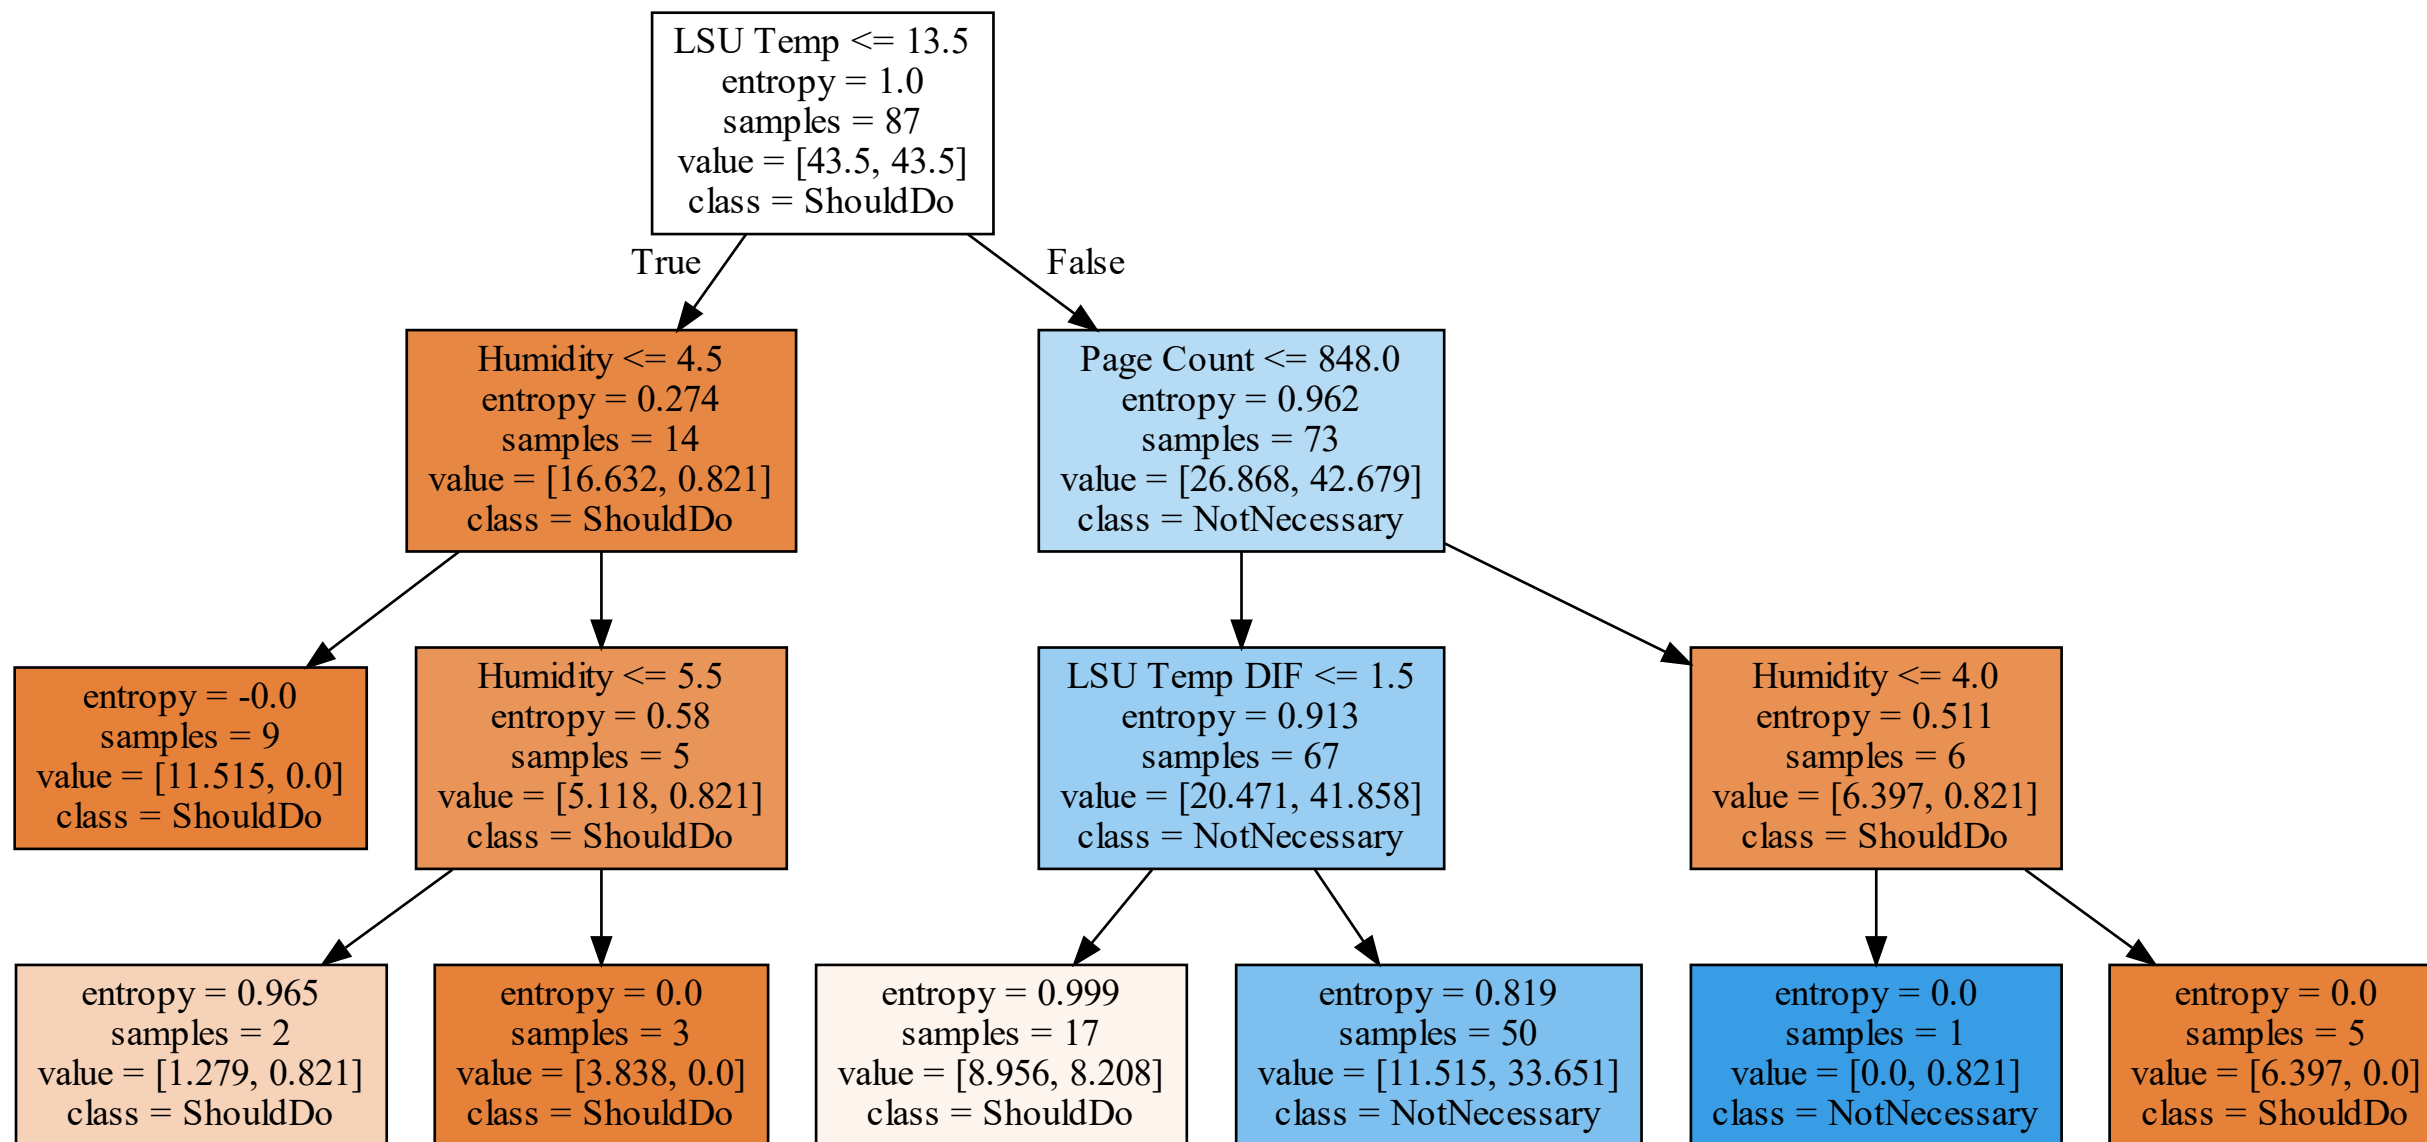 LSU Temp <= 13.5
entropy = 1.0
samples = 87
value = [43.5, 43.5]
class = ShouldDo
True
False
Humidity <= 4.5
entropy = 0.274
samples = 14
value = [16.632, 0.821]
class = ShouldDo
Page Count <= 848.0
entropy = 0.962
samples = 73
value = [26.868, 42.679]
class = NotNecessary
entropy = -0.0
samples = 9
value = [11.515, 0.0]
class = ShouldDo
Humidity <= 5.5
entropy = 0.58
samples = 5
value = [5.118, 0.821]
class = ShouldDo
LSU Temp DIF <= 1.5
entropy = 0.913
samples = 67
value = [20.471, 41.858]
class = NotNecessary
Humidity <= 4.0
entropy = 0.511
samples = 6
value = [6.397, 0.821]
class = ShouldDo
entropy = 0.965
samples = 2
value = [1.279, 0.821]
class = ShouldDo
entropy = 0.0
samples = 3
value = [3.838, 0.0]
class = ShouldDo
entropy = 0.999
samples = 17
value = [8.956, 8.208]
class = ShouldDo
entropy = 0.819
samples = 50
value = [11.515, 33.651]
class = NotNecessary
entropy = 0.0
samples = 1
value = [0.0, 0.821]
class = NotNecessary
entropy = 0.0
samples = 5
value = [6.397, 0.0]
class = ShouldDo